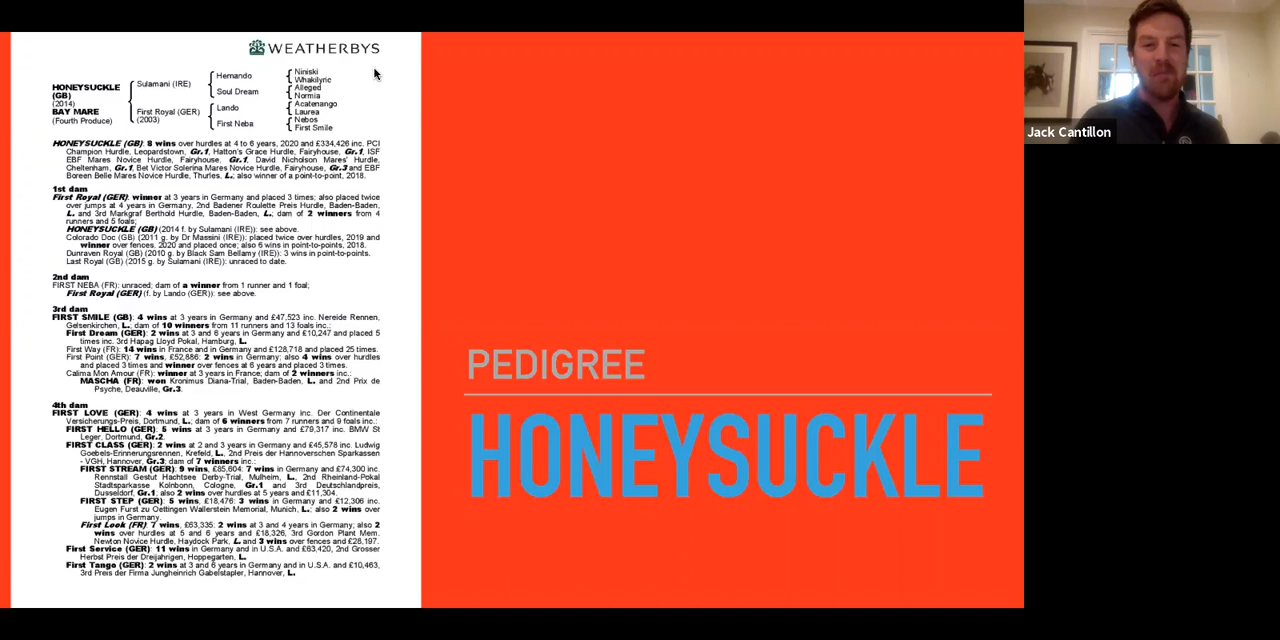 WEATHERBYS
HONEYSUCKLE
(GB)
(2014)
BAY MARE
(Fourth Produce)
Sulamani (IRE)
First Royal (GER)
(2003)
Hernando
Soul Dream
Lando
First Neba
Niniski
Whakilyric
Alleged
Normia
Acatenango
Laurea
Nebos
First Smile
HONEYSUCKLE (GB): 8 wins over hurdles at 4 to 6 years, 2020 and £334,426 inc. PCI
Champion Hurdle, Leopardstown, Gr.1, Hatton's Grace Hurdle, Fairyhouse, Gr.1, ISF
EBF Mares Novice Hurdle, Fairyhouse, Gr.1, David Nicholson Mares' Hurdle,
Cheltenham, Gr.1, Bet Victor Solerina Mares Novice Hurdle, Fairyhouse, Gr.3 and EBF
Boreen Belle Mares Novice Hurdle, Thurles, L.; also winner of a point-to-point, 2018.
1st dam
First Royal (GER): winner at 3 years in Germany and placed 3 times; also placed twice
over jumps at 4 years in Germany, 2nd Badener Roulette Preis Hurdle, Baden-Baden,
L. and 3rd Markgraf Berthold Hurdle, Baden-Baden, L.; dam of 2 winners from 4
runners and 5 foals;
HONEYSUCKLE (GB) (2014 f. by Sulamani (IRE)): see above.
Colorado Doc (GB) (2011 g. by Dr Massini (IRE)): placed twice over hurdles, 2019 and
winner over fences, 2020 and placed once; also 6 wins in point-to-points, 2018.
Dunraven Royal (GB) (2010 g. by Black Sam Bellamy (IRE)): 3 wins in point-to-points.
Last Royal (GB) (2015 g. by Sulamani (IRE)): unraced to date.
2nd dam
FIRST NEBA (FR): unraced; dam of a winner from 1 runner and 1 foal;
First Royal (GER) (f. by Lando (GER)): see above.
3rd dam
FIRST SMILE (GB): 4 wins at 3 years in Germany and £47,523 inc. Nereide Rennen,
Gelsenkirchen, L.; dam of 10 winners from 11 runners and 13 foals inc.:
First Dream (GER): 2 wins at 3 and 6 years in Germany and £10,247 and placed 5
times inc. 3rd Hapag Lloyd Pokal, Hamburg, L.
First Way (FR): 14 wins in France and in Germany and £128,718 and placed 25 times.
First Point (GER): 7 wins, £52,886: 2 wins in Germany; also 4 wins over hurdles
and placed 3 times and winner over fences at 6 years and placed 3 times.
Calima Mon Amour (FR): winner at 3 years in France; dam of 2 winners inc.:
MASCHA (FR): won Kronimus Diana-Trial, Baden-Baden, L. and 2nd Prix de
Psyche, Deauville, Gr.3.
4th dam
FIRST LOVE (GER): 4 wins at 3 years in West Germany inc. Der Continentale
Versicherungs-Preis, Dortmund, L.; dam of 6 winners from 7 runners and 9 foals inc.:
FIRST HELLO (GER): 5 wins at 3 years in Germany and £79,317 inc. BMW St
Leger, Dortmund, Gr.2.
FIRST CLASS (GER): 2 wins at 2 and 3 years in Germany and £45,578 inc. Ludwig
Goebels-Erinnerungsrennen, Krefeld, L., 2nd Preis der Hannoverschen Sparkassen
- VGH, Hannover, Gr.3; dam of 7 winners inc.:
FIRST STREAM (GER): 9 wins, £85,604: 7 wins in Germany and £74,300 inc.
Rennstall Gestut Hachtsee Derby-Trial, Mulheim, L., 2nd Rheinland-Pokal
Stadtsparkasse Kolnbonn, Cologne, Gr.1 and 3rd Deutschlandpreis,
Dusseldorf, Gr.1; also 2 wins over hurdles at 5 years and £11,304.
FIRST STEP (GER): 5 wins, £18,476: 3 wins in Germany and £12,306 inc.
Eugen Furst zu Oettingen Wallerstein Memorial, Munich, L.; also 2 wins over
jumps in Germany.
First Look (FR): 7 wins, £63,335: 2 wins at 3 and 4 years in Germany; also 2
wins over hurdles at 5 and 6 years and £18,326, 3rd Gordon Plant Mem.
Newton Novice Hurdle, Haydock Park, L. and 3 wins over fences and £28,197.
First Service (GER): 11 wins in Germany and in U.S.A. and £63,420, 2nd Grosser
Herbst Preis der Dreijahrigen, Hoppegarten, L.
First Tango (GER): 2 wins at 3 and 6 years in Germany and in U.S.A. and £10,463,
3rd Preis der Firma Jungheinrich Gabelstapler, Hannover, L.
PEDIGREE
HONEYSUCKLE
Jack Cantillon